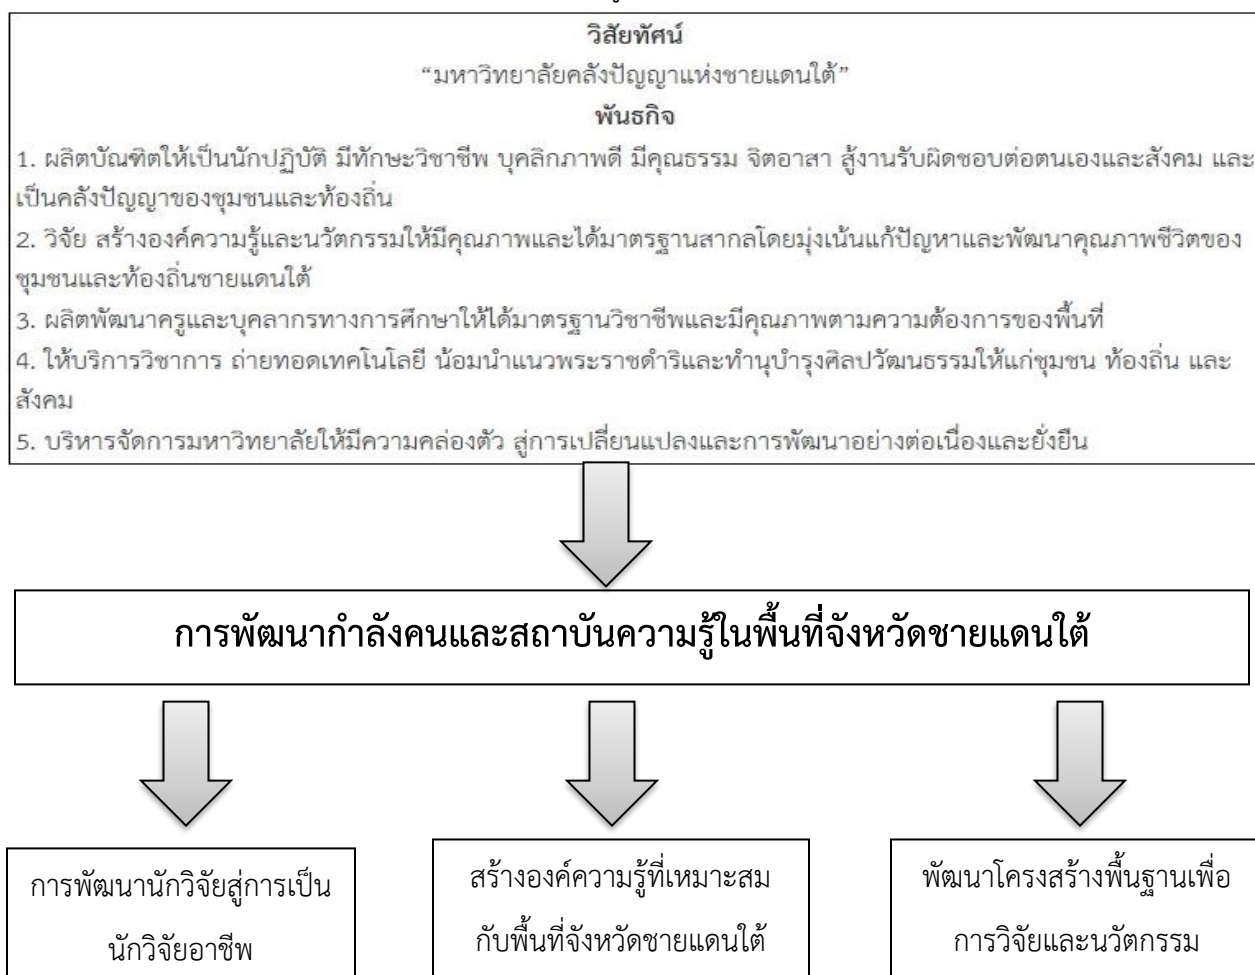 วิสัยทัศน์
“มหาวิทยาลัยคลังปัญญาแห่งชายแดนใต้”
พันธกิจ
1. ผลิตบัณฑิตให้เป็นนักปฏิบัติ มีทักษะวิชาชีพ บุคลิกภาพดี มีคุณธรรม จิตอาสา สู้งานรับผิดชอบต่อตนเองและสังคม และ
เป็นคลังปัญญาของชุมชนและท้องถิ่น
2. วิจัย สร้างองค์ความรู้และนวัตกรรมให้มีคุณภาพและได้มาตรฐานสากลโดยมุ่งเน้นแก้ปัญหาและพัฒนาคุณภาพชีวิตของ
ชุมชนและท้องถิ่นชายแดนใต้
3. ผลิตพัฒนาครูและบุคลากรทางการศึกษาให้ได้มาตรฐานวิชาชีพและมีคุณภาพตามความต้องการของพื้นที่
4. ให้บริการวิชาการ ถ่ายทอดเทคโนโลยี น้อมนำแนวพระราชดำริและทำนุบำรุงศิลปวัฒนธรรมให้แก่ชุมชน ท้องถิ่น และ
สังคม
5. บริหารจัดการมหาวิทยาลัยให้มีความคล่องตัว สู่การเปลี่ยนแปลงและการพัฒนาอย่างต่อเนื่องและยั่งยืน
การพัฒนากำลังคนและสถาบันความรู้ในพื้นที่จังหวัดชายแดนใต้
การพัฒนานักวิจัยสู่การเป็น
นักวิจัยอาชีพ
สร้างองค์ความรู้ที่เหมาะสม
กับพื้นที่จังหวัดชายแดนใต้
พัฒนาโครงสร้างพื้นฐานเพื่อ
การวิจัยและนวัตกรรม